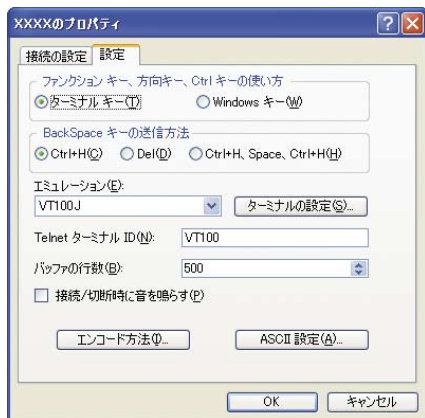 XXXXのプロパティ
接続の設定 設定
ファンクション キー、方向キー、Ctrl キーの使い方
ターミナル キー(T) Windows キー(W)
BackSpace キーの送信方法
Ctrl+H(C) Del(D) Ctrl+H、Space、Ctrl+H(H)
エミュレーション(E):
VT100J ターミナルの設定(S)...
Telnet ターミナル ID(N): VT100
バッファの行数(B): 500
接続/切断時に音を鳴らす(P)
エンコード方法(I)... ASCII 設定(A)...
OK キャンセル